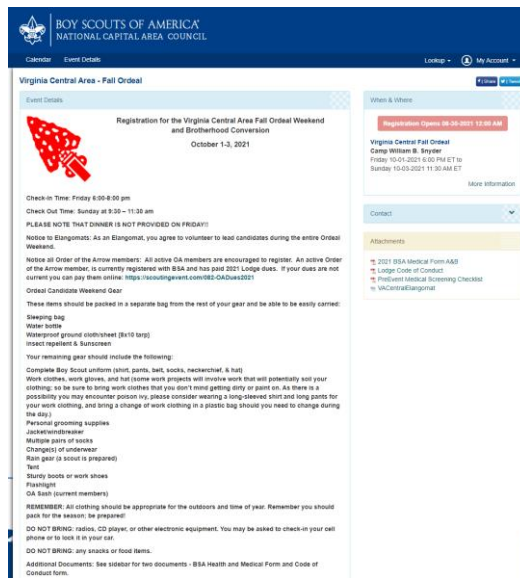 BOY SCOUTS OF AMERICA®
NATIONAL CAPITAL AREA COUNCIL
Calendar Event Details
Lookup My Account
Virginia Central Area - Fall Ordeal
Share Tweet
Event Details
Registration for the Virginia Central Area Fall Ordeal Weekend
and Brotherhood Conversion
October 1-3, 2021
Check-In Time: Friday 6:00-8:00 pm
Check Out Time: Sunday at 9:30 – 11:30 am
PLEASE NOTE THAT DINNER IS NOT PROVIDED ON FRIDAY!!
Notice to Elangomats: As an Elangomat, you agree to volunteer to lead candidates during the entire Ordeal
Weekend.
Notice all Order of the Arrow members: All active OA members are encouraged to register. An active Order
of the Arrow member, is currently registered with BSA and has paid 2021 Lodge dues. If your dues are not
current you can pay them online: https://scoutingevent.com/082-OADues2021
Ordeal Candidate Weekend Gear
These items should be packed in a separate bag from the rest of your gear and be able to be easily carried:
Sleeping bag
Water bottle
Waterproof ground cloth/sheet (8x10 tarp)
Insect repellent & Sunscreen
Your remaining gear should include the following:
Complete Boy Scout uniform (shirt, pants, belt, socks, neckerchief, & hat)
Work clothes, work gloves, and hat (some work projects will involve work that will potentially soil your
clothing; so be sure to bring work clothes that you don't mind getting dirty or paint on. As there is a
possibility you may encounter poison ivy, please consider wearing a long-sleeved shirt and long pants for
your work clothing, and bring a change of work clothing in a plastic bag should you need to change during
the day.)
Personal grooming supplies
Jacket/windbreaker
Multiple pairs of socks
Change(s) of underwear
Rain gear (a scout is prepared)
Tent
Sturdy boots or work shoes
Flashlight
OA Sash (current members)
REMEMBER: All clothing should be appropriate for the outdoors and time of year. Remember you should
pack for the season; be prepared!
DO NOT BRING: radios, CD player, or other electronic equipment. You may be asked to check-in your cell
phone or to lock it in your car.
DO NOT BRING: any snacks or food items.
Additional Documents: See sidebar for two documents - BSA Health and Medical Form and Code of
Conduct form.
When & Where
Registration Opens 08-30-2021 12:00 AM
Virginia Central Fall Ordeal
Camp William B. Snyder
Friday 10-01-2021 6:00 PM ET to
Sunday 10-03-2021 11:30 AM ET
More Information
Contact
Attachments
2021 BSA Medical Form A&B
Lodge Code of Conduct
PreEvent Medical Screening Checklist
VACentralElangomat